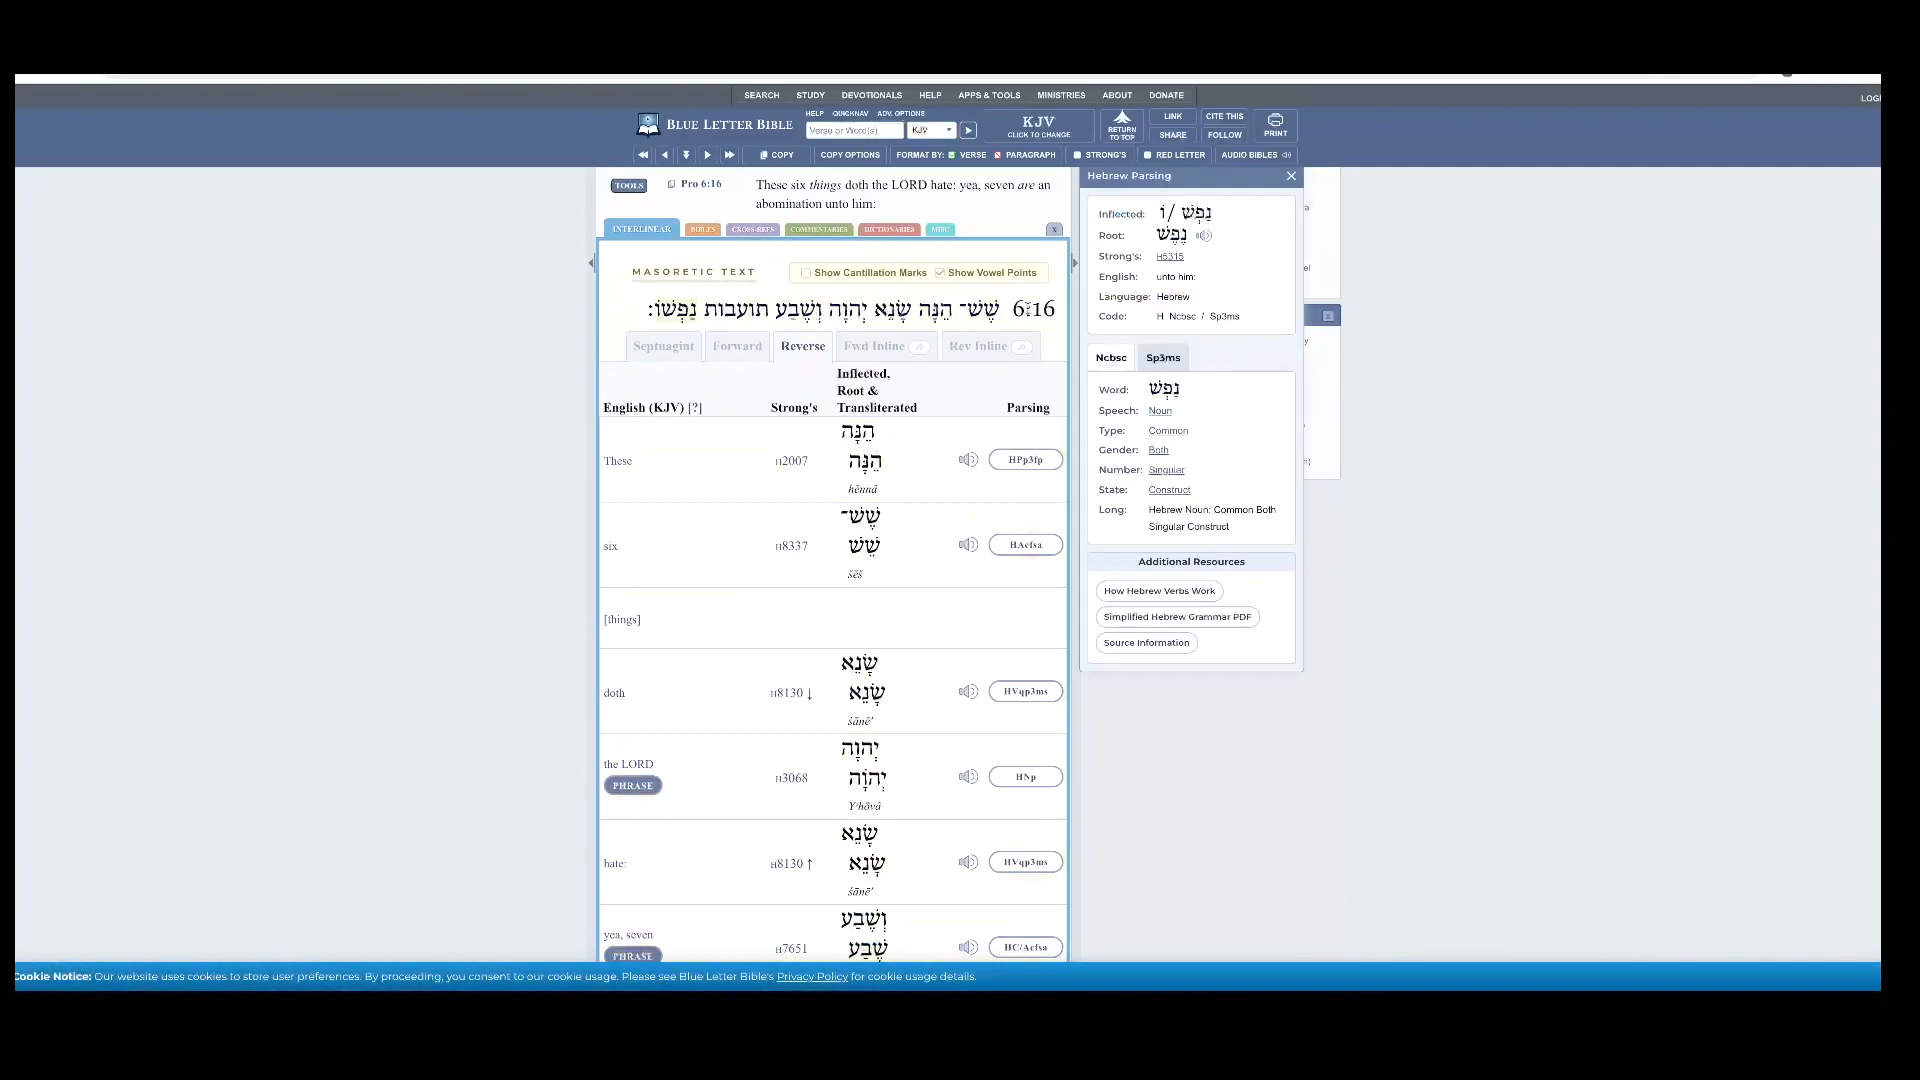 SEARCH STUDY DEVOTIONALS HELP APPS & TOOLS MINISTRIES ABOUT DONATE
BLUE LETTER BIBLE
HELP QUICKNAV ADV. OPTIONS
Verse or Word(s) KJV
KJV
CLICK TO CHANGE
RETURN
TO TOP
LINK CITE THIS
SHARE FOLLOW
PRINT
COPY COPY OPTIONS FORMAT BY: VERSE PARAGRAPH STRONG'S RED LETTER AUDIO BIBLES
TOOLS Pro 6:16 These six things doth the LORD hate: yea, seven are an
abomination unto him:
INTERLINEAR BIBLES CROSS-REFS COMMENTARIES DICTIONARIES MISC x
MASORETIC TEXT Show Cantillation Marks Show Vowel Points
6:16 שֶׁשׁ־ הֵנָּה שָׂנֵא יְהוָה וְשֶׁבַע תועבות נַפְשׁוֹ׃
Septuagint Forward Reverse Fwd Inline Rev Inline
English (KJV) [?] Strong's Inflected,
Root &
Transliterated Parsing
הֵנָּה
These H2007 הֵנָּה HPp3fp
hēnnâ
שֶׁשׁ־
six H8337 שֵׁשׁ HAcfsa
šēš
[things]
שָׂנֵא
doth H8130 ↓ שָׂנֵא HVqp3ms
śānē'
יְהוָה
the LORD
PHRASE H3068 יְהוָֹה HNp
Yᵊhōvâ
שָׂנֵא
hate: H8130 ↑ שָׂנֵא HVqp3ms
śānē'
וְשֶׁבַע
yea, seven
PHRASE H7651 שֶׁבַע HC/Acfsa
Hebrew Parsing
Inflected: נַפְשׁ / וֹ
Root: נֶפֶשׁ
Strong's: H5315
English: unto him:
Language: Hebrew
Code: H Ncbsc / Sp3ms
Ncbsc Sp3ms
Word: נַפְשׁ
Speech: Noun
Type: Common
Gender: Both
Number: Singular
State: Construct
Long: Hebrew Noun: Common Both
Singular Construct
Additional Resources
How Hebrew Verbs Work
Simplified Hebrew Grammar PDF
Source Information
Cookie Notice: Our website uses cookies to store user preferences. By proceeding, you consent to our cookie usage. Please see Blue Letter Bible's Privacy Policy for cookie usage details.